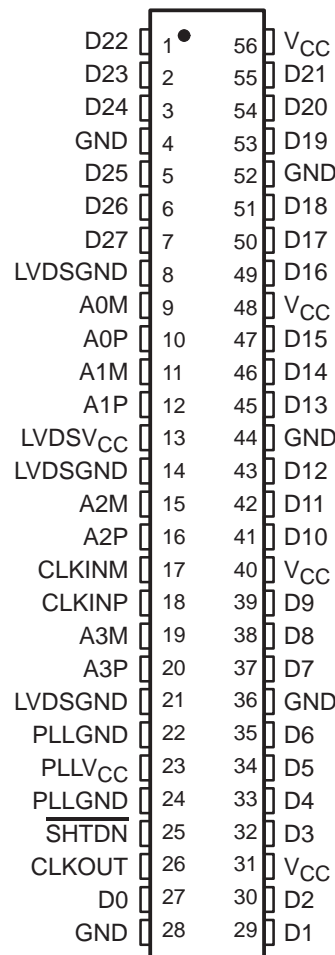 D22 1 56 VCC
D23 2 55 D21
D24 3 54 D20
GND 4 53 D19
D25 5 52 GND
D26 6 51 D18
D27 7 50 D17
LVDSGND 8 49 D16
A0M 9 48 VCC
A0P 10 47 D15
A1M 11 46 D14
A1P 12 45 D13
LVDSVCC 13 44 GND
LVDSGND 14 43 D12
A2M 15 42 D11
A2P 16 41 D10
CLKINM 17 40 VCC
CLKINP 18 39 D9
A3M 19 38 D8
A3P 20 37 D7
LVDSGND 21 36 GND
PLLGND 22 35 D6
PLLVCC 23 34 D5
PLLGND 24 33 D4
SHTDN 25 32 D3
CLKOUT 26 31 VCC
D0 27 30 D2
GND 28 29 D1